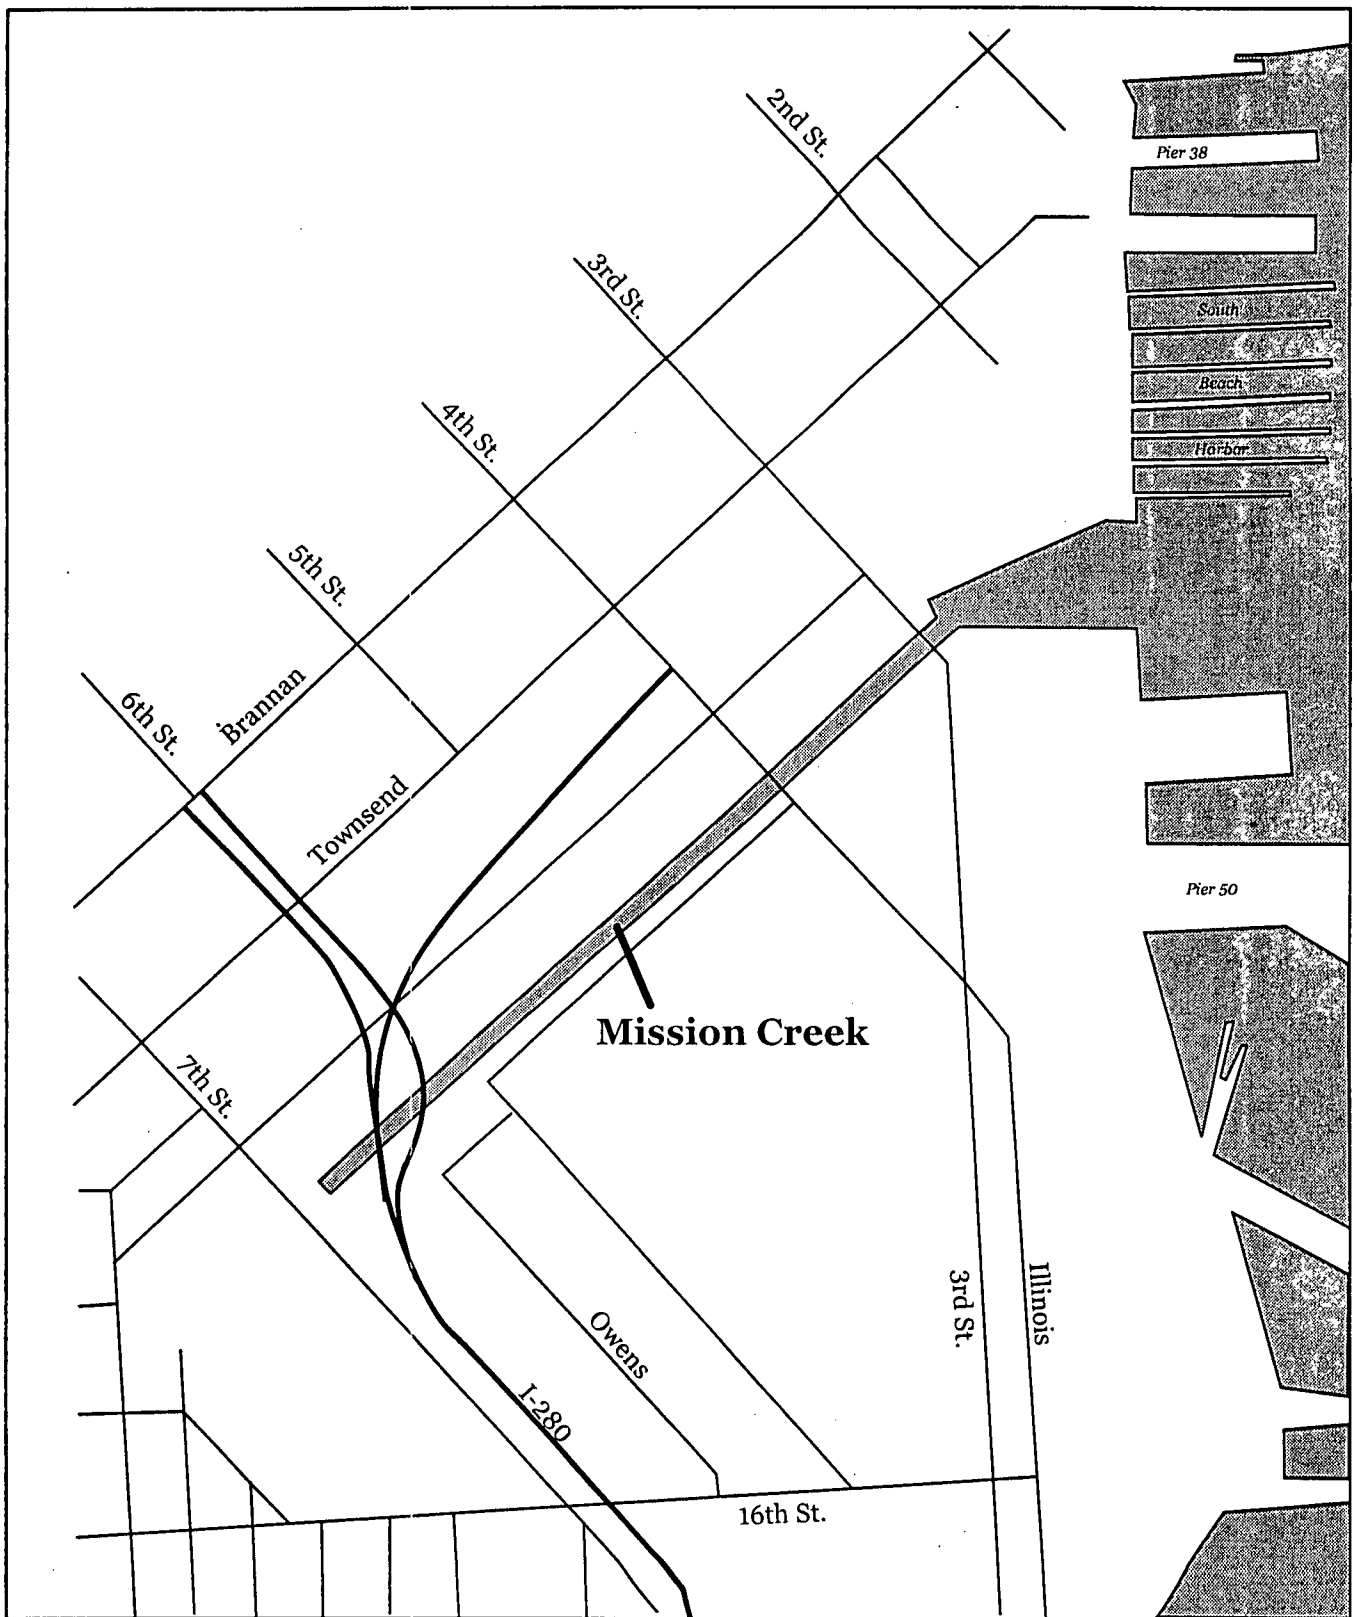 2nd St.
Pier 38
3rd St.
South
Beach
4th St.
Harbor
5th St.
6th St.
Brannan
Townsend
Pier 50
Mission Creek
7th St.
3rd St.
Illinois
Owens
I-280
16th St.